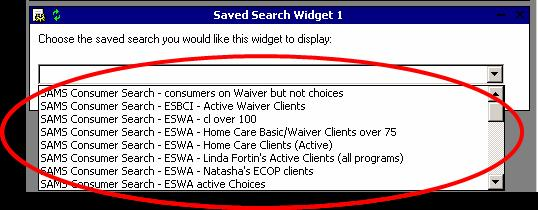 Saved Search Widget 1
Choose the saved search you would like this widget to display:
SAMS Consumer Search - consumers on Waiver but not choices
SAMS Consumer Search - ESBCI - Active Waiver Clients
SAMS Consumer Search - ESWA - cl over 100
SAMS Consumer Search - ESWA - Home Care Basic/Waiver Clients over 75
SAMS Consumer Search - ESWA - Home Care Clients (Active)
SAMS Consumer Search - ESWA - Linda Fortin's Active Clients (all programs)
SAMS Consumer Search - ESWA - Natasha's ECOP clients
SAMS Consumer Search - ESWA active Choices